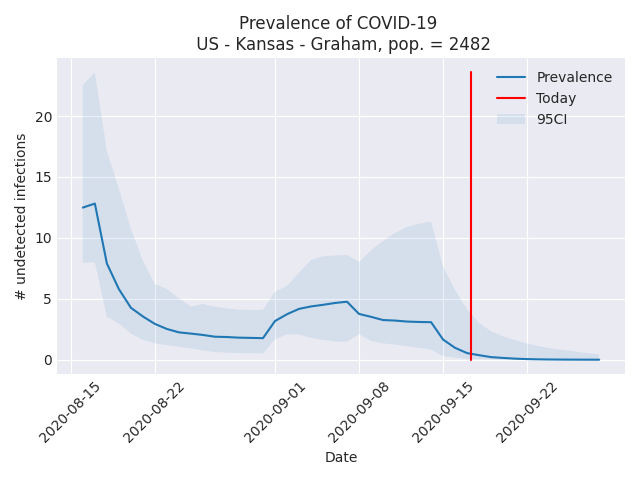 Prevalence of COVID-19
US - Kansas - Graham, pop. = 2482
Prevalence
Today
95CI
# undetected infections
20
15
10
5
0
2020-08-15
2020-08-22
2020-09-01
2020-09-08
2020-09-15
2020-09-22
Date